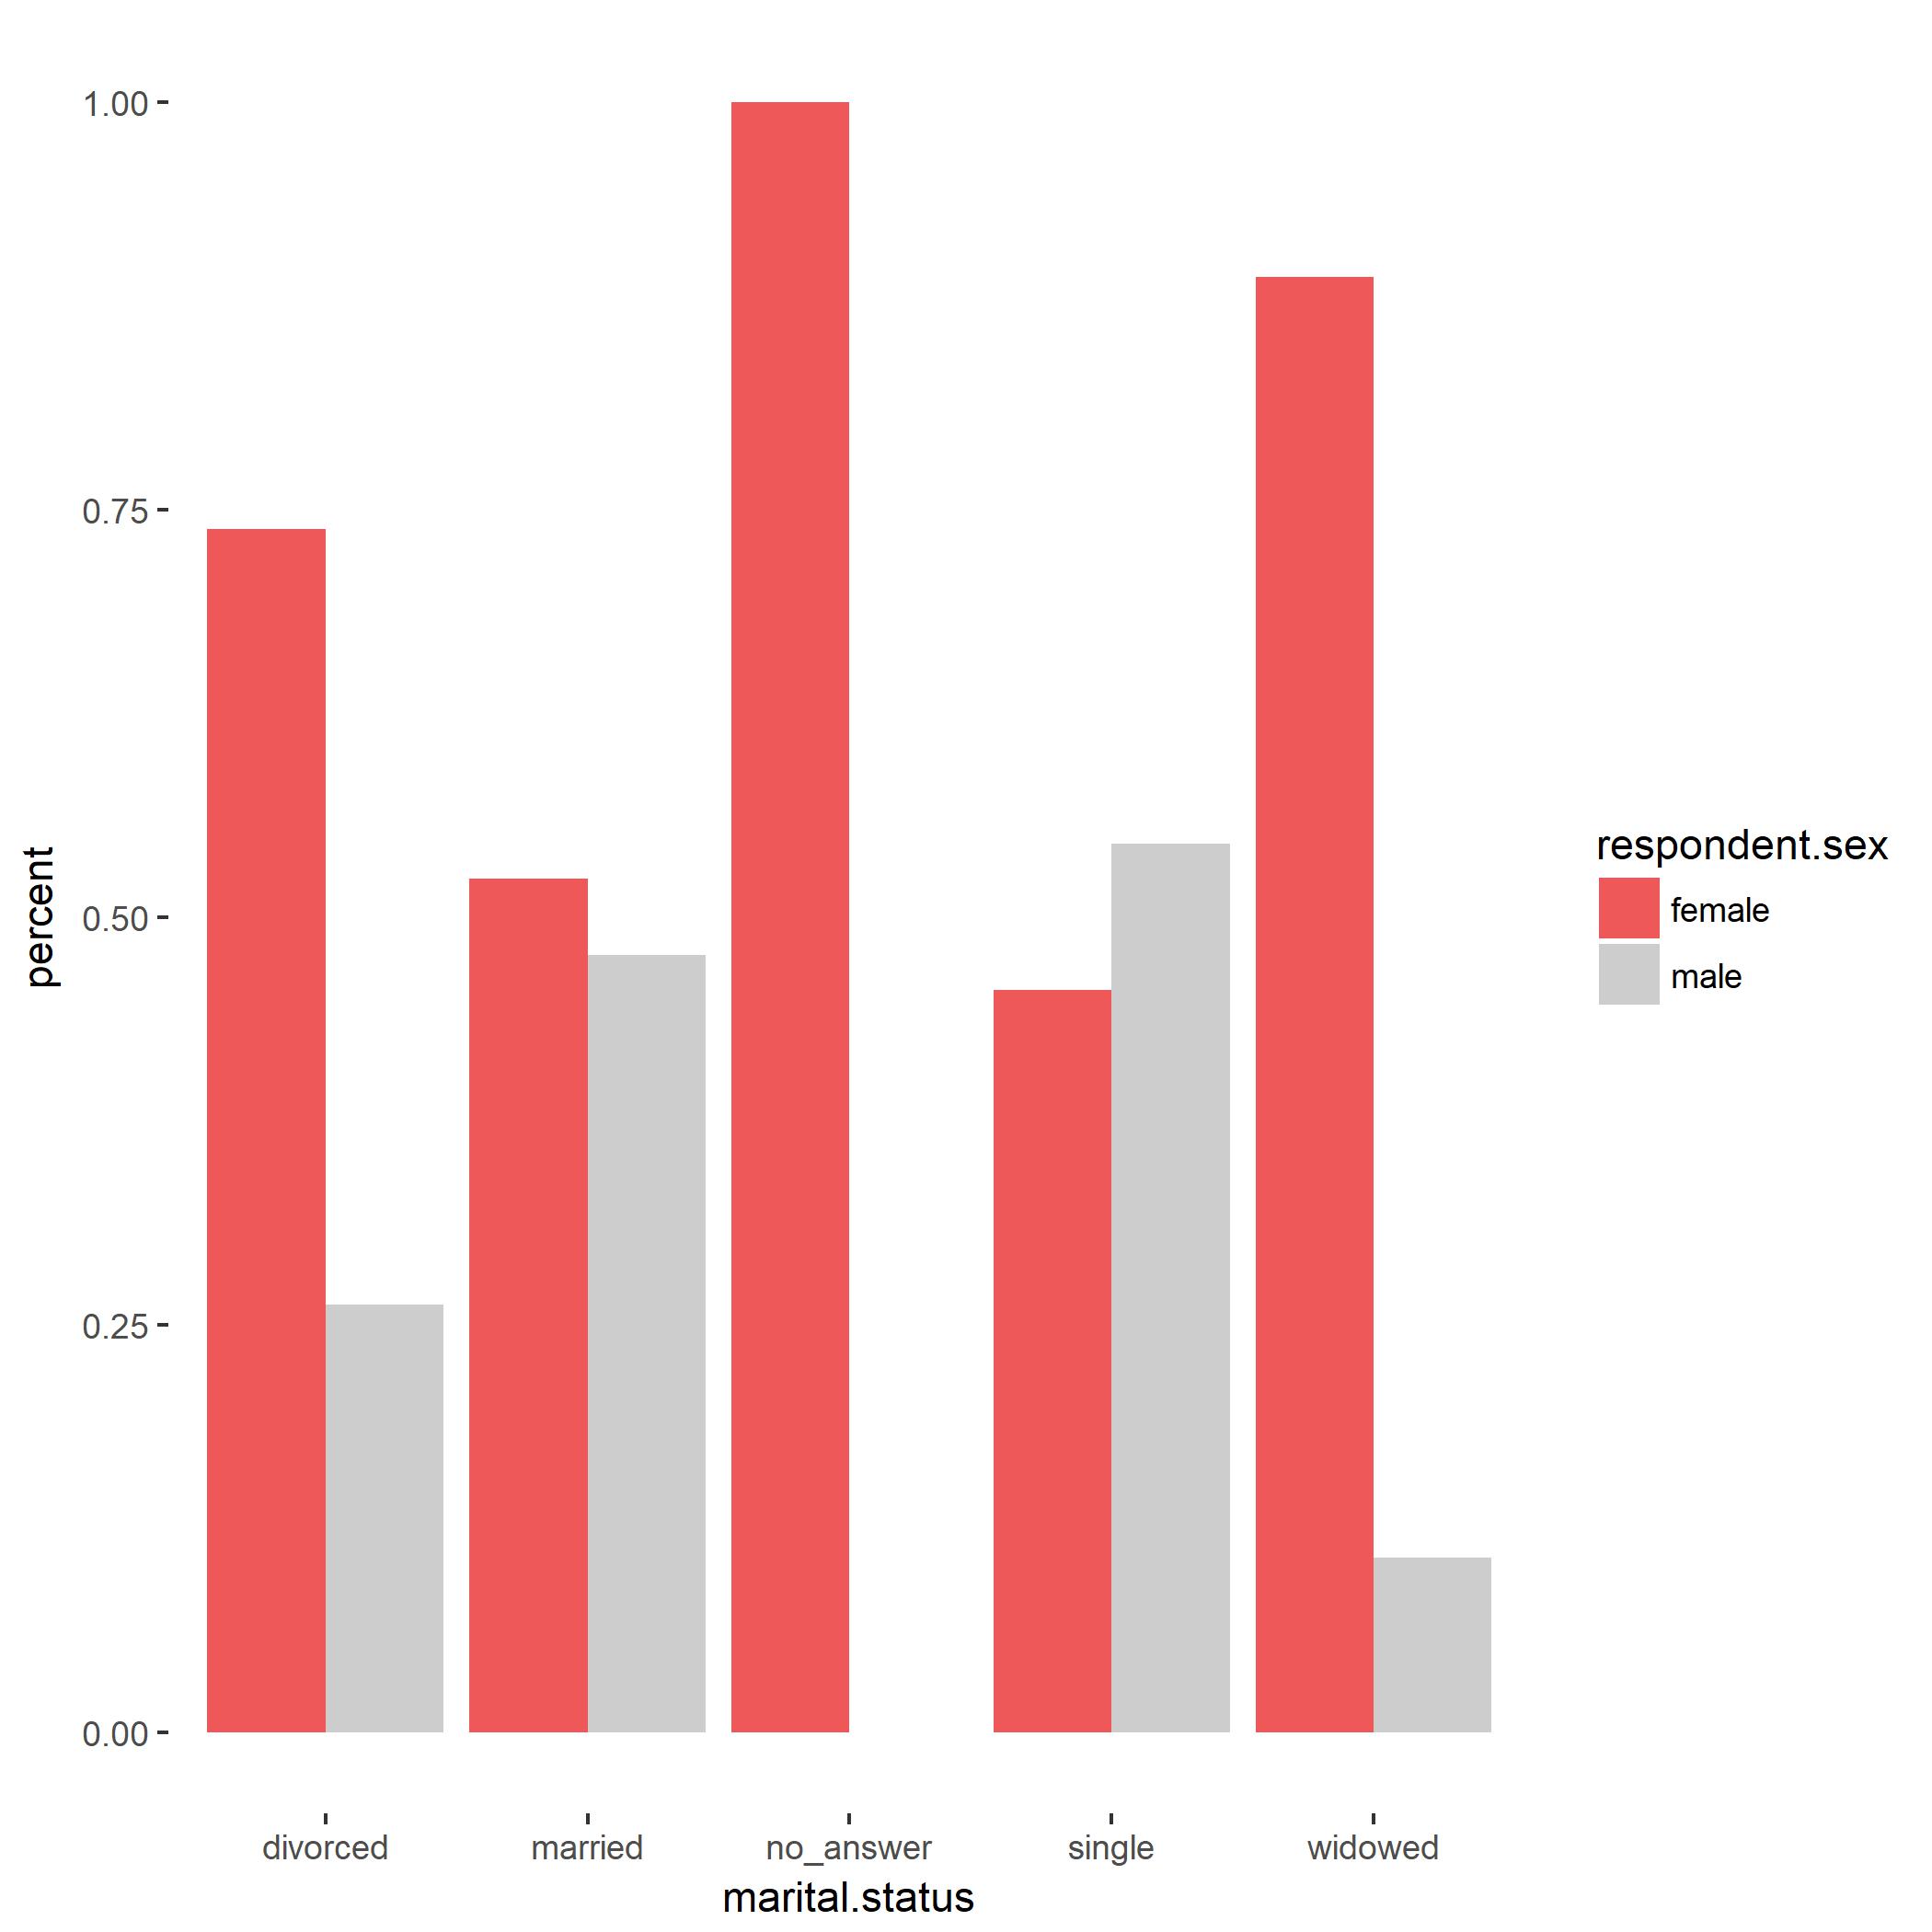 1.00
0.75
0.50
0.25
0.00
percent
divorced married no_answer single widowed
marital.status
respondent.sex
female
male